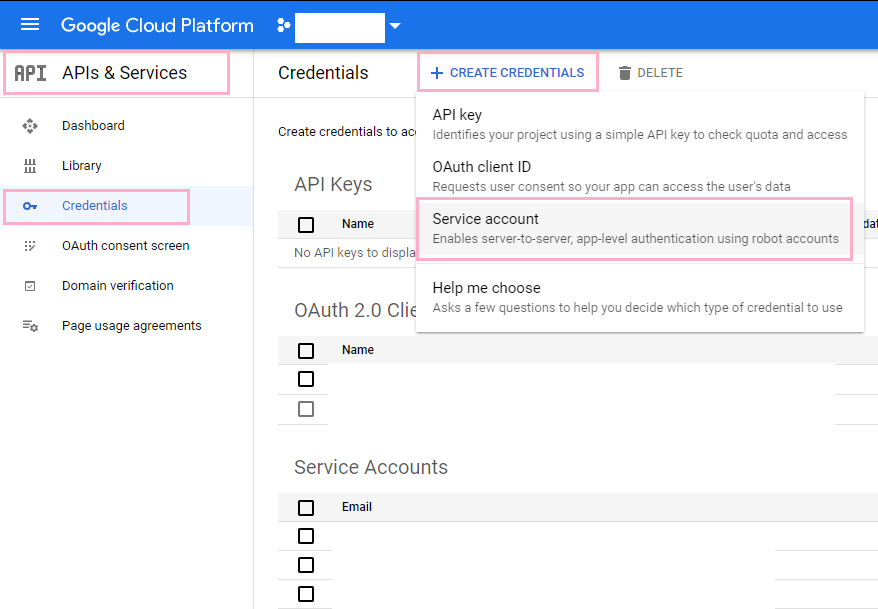 Google Cloud Platform
API APIs & Services
Credentials
CREATE CREDENTIALS
DELETE
Dashboard
Library
Credentials
OAuth consent screen
Domain verification
Page usage agreements
Create credentials to acc
API key
Identifies your project using a simple API key to check quota and access
OAuth client ID
Requests user consent so your app can access the user's data
Service account
Enables server-to-server, app-level authentication using robot accounts
Help me choose
Asks a few questions to help you decide which type of credential to use
API Keys
Name
dat
No API keys to displa
OAuth 2.0 Clie
Name
Service Accounts
Email